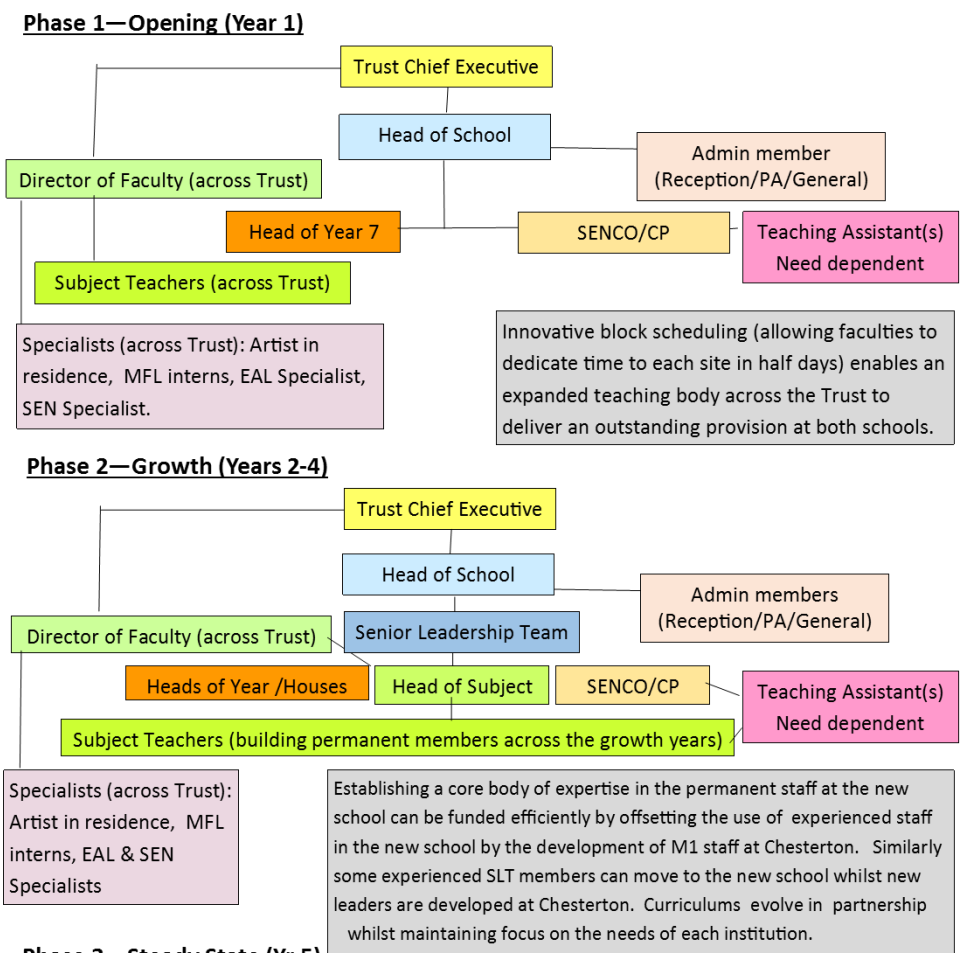 Phase 1—Opening (Year 1)
Trust Chief Executive
Head of School
Admin member
(Reception/PA/General)
Director of Faculty (across Trust)
Head of Year 7
SENCO/CP
Teaching Assistant(s)
Need dependent
Subject Teachers (across Trust)
Specialists (across Trust): Artist in
residence, MFL interns, EAL Specialist,
SEN Specialist.
Innovative block scheduling (allowing faculties to
dedicate time to each site in half days) enables an
expanded teaching body across the Trust to
deliver an outstanding provision at both schools.
Phase 2—Growth (Years 2-4)
Trust Chief Executive
Head of School
Admin members
(Reception/PA/General)
Director of Faculty (across Trust)
Senior Leadership Team
Heads of Year /Houses
Head of Subject
SENCO/CP
Teaching Assistant(s)
Need dependent
Subject Teachers (building permanent members across the growth years)
Specialists (across Trust):
Artist in residence, MFL
interns, EAL & SEN
Specialists
Establishing a core body of expertise in the permanent staff at the new
school can be funded efficiently by offsetting the use of experienced staff
in the new school by the development of M1 staff at Chesterton. Similarly
some experienced SLT members can move to the new school whilst new
leaders are developed at Chesterton. Curriculums evolve in partnership
whilst maintaining focus on the needs of each institution.
Phase 3—Steady State (Yr 5)